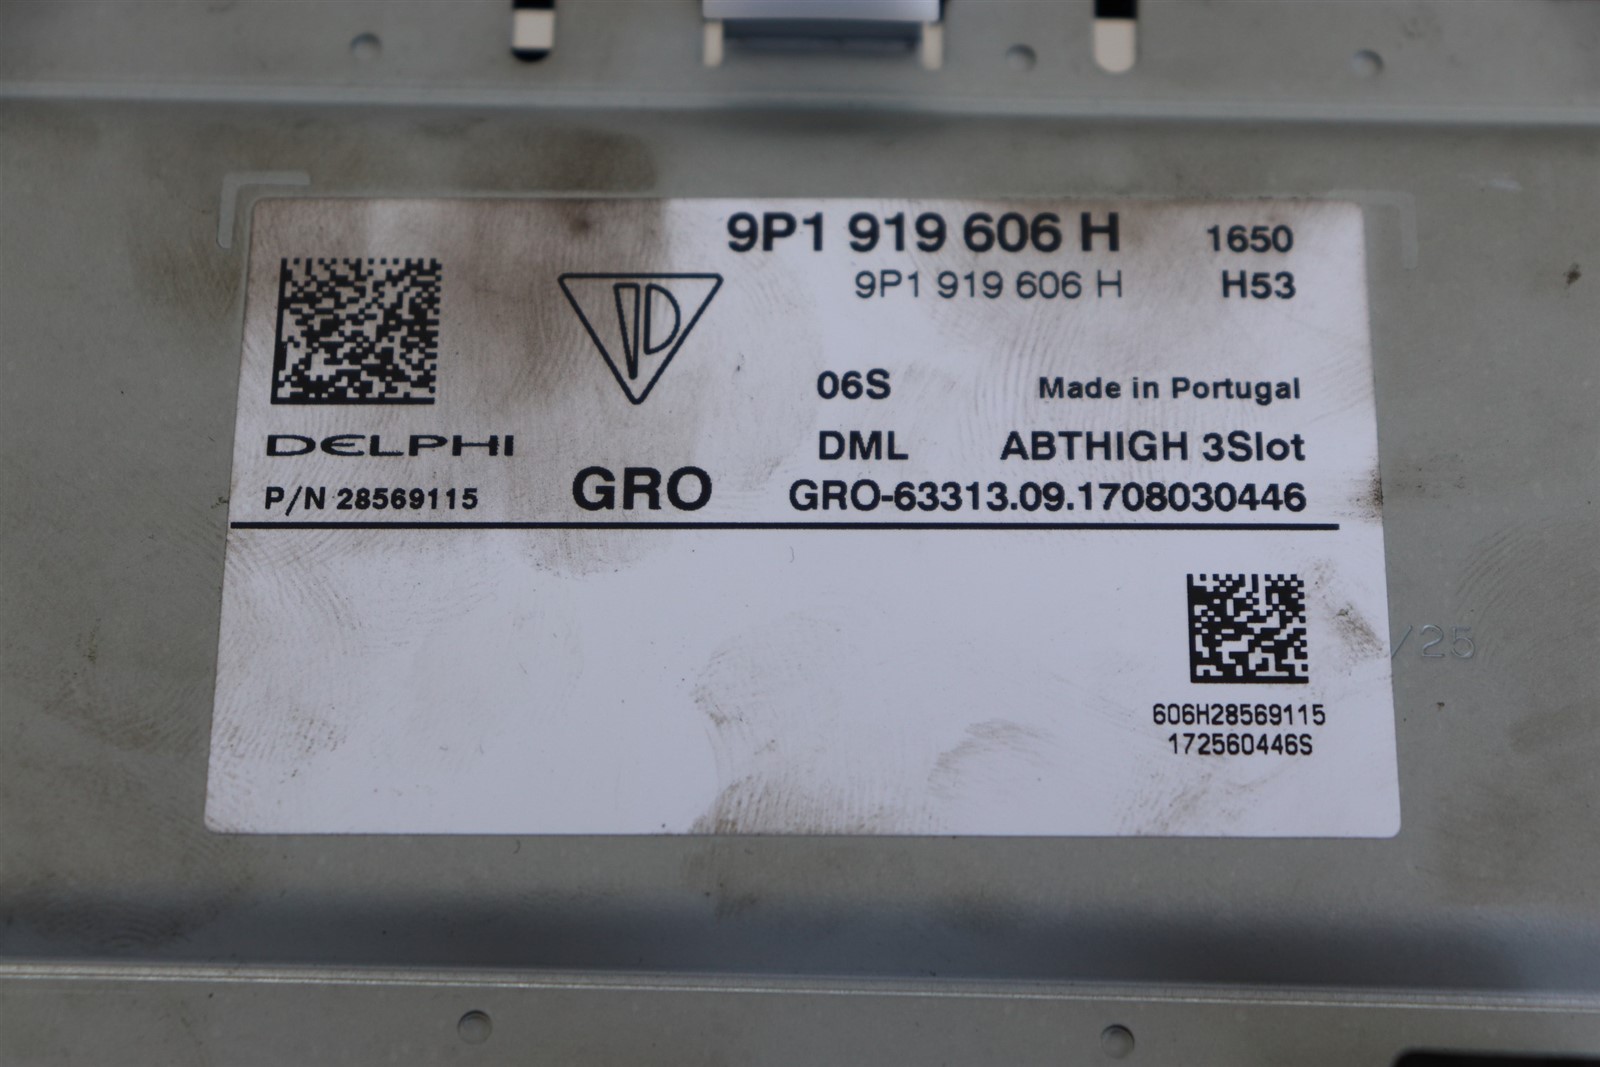 9P1 919 606 H 1650
9P1 919 606 H H53
06S Made in Portugal
DELPHI DML ABTHIGH 3Slot
P/N 28569115 GRO GRO-63313.09.1708030446
/25
606H28569115
172560446S